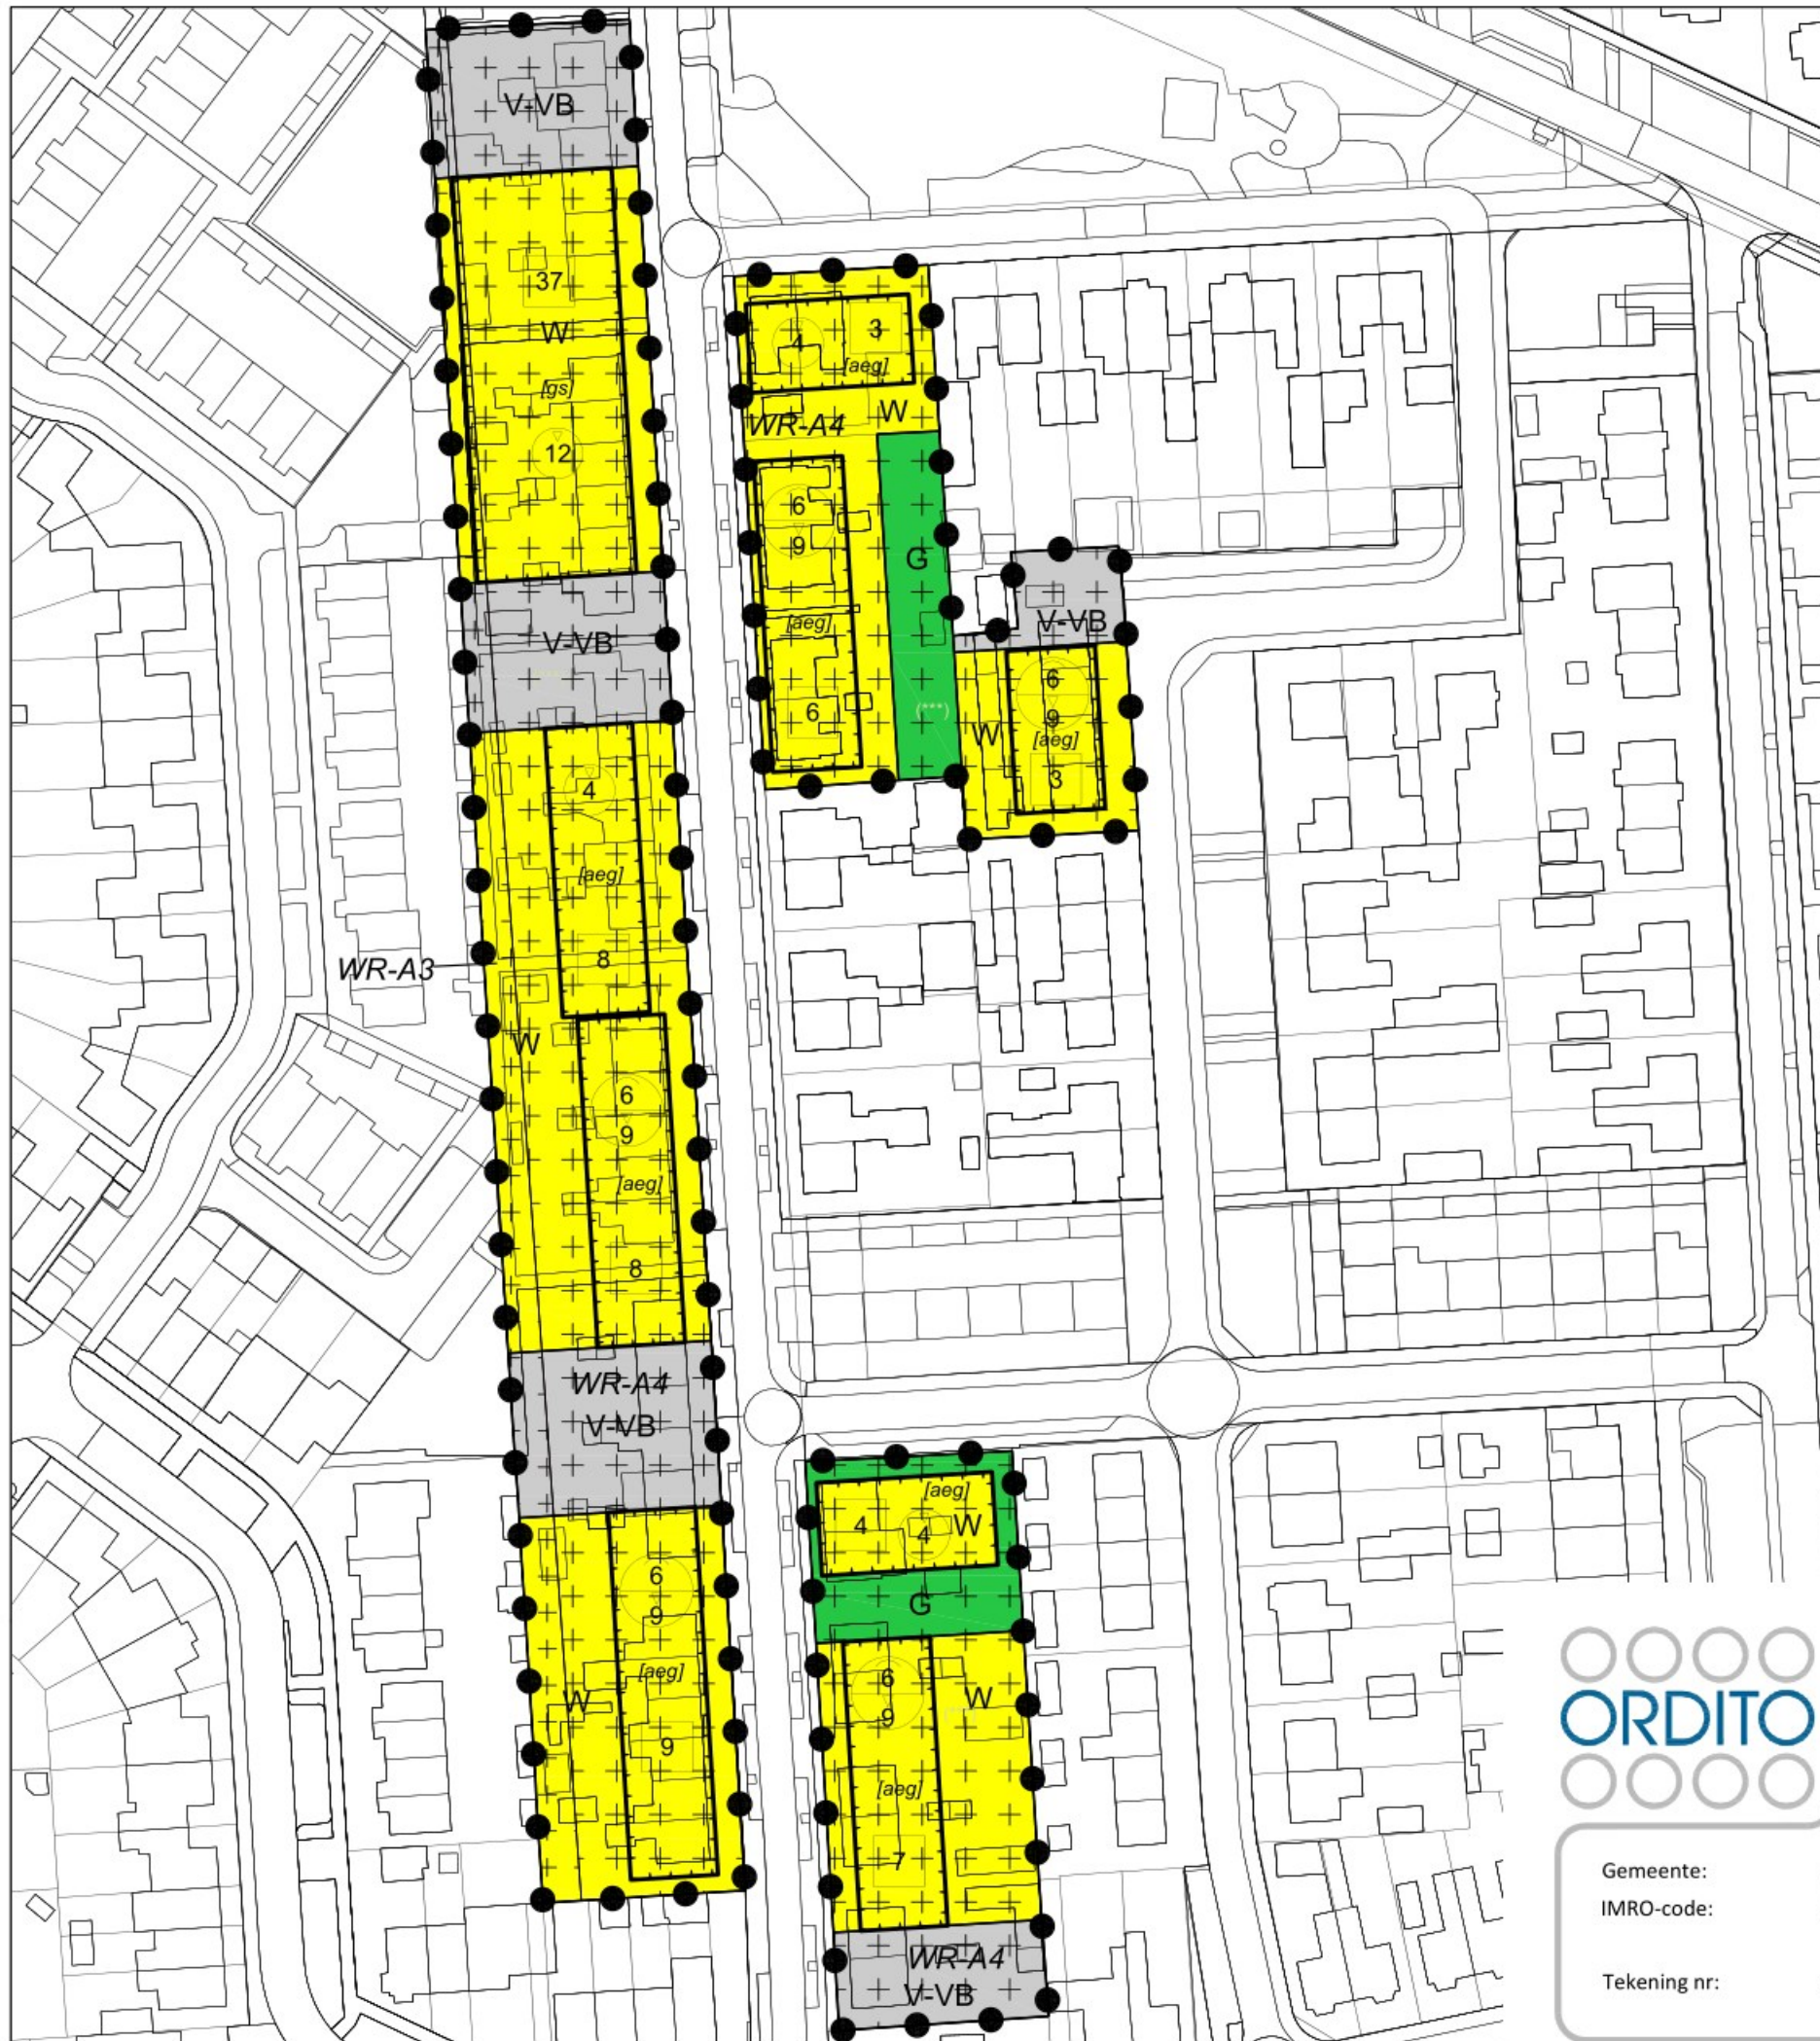 V-VB
37
W
[gs]
12
V-VB
4
[aeg]
8
WR-A3
W
6
9
[aeg]
8
WR-A4
V-VB
6
9
[aeg]
W
9
4
3
[aeg]
WR-A4
W
6
9
G
[aeg]
6
(***)
V-VB
6
9
W
[aeg]
3
[aeg]
4
4
W
G
6
9
W
[aeg]
7
WR-A4
V-VB
ORDITO
Gemeente:
IMRO-code:
Tekening nr: